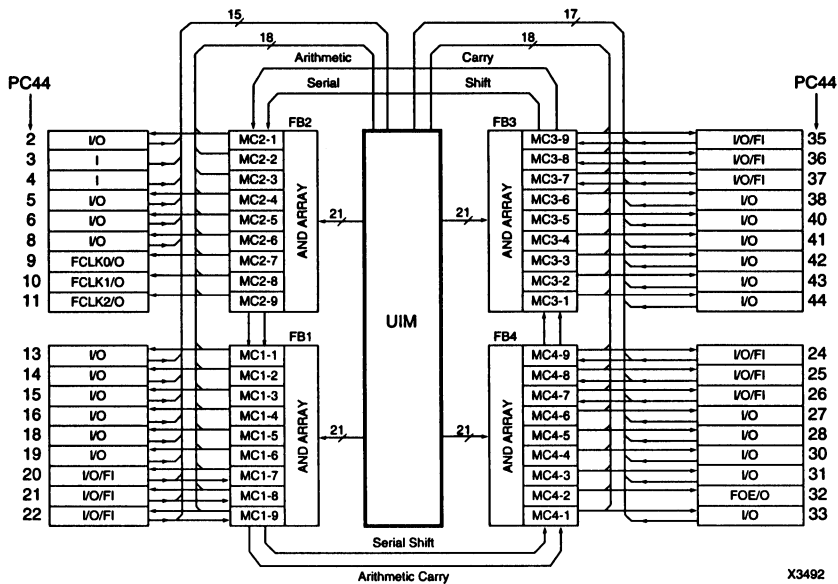 15
17
18
18
Arithmetic
Carry
Serial
Shift
PC44
PC44
FB2
FB3
2 I/O MC2-1
3 I MC2-2
4 I MC2-3
5 I/O MC2-4
6 I/O MC2-5
8 I/O MC2-6
9 FCLK0/O MC2-7
10 FCLK1/O MC2-8
11 FCLK2/O MC2-9
AND ARRAY
21
UIM
21
AND ARRAY
MC3-9 I/O/FI 35
MC3-8 I/O/FI 36
MC3-7 I/O/FI 37
MC3-6 I/O 38
MC3-5 I/O 40
MC3-4 I/O 41
MC3-3 I/O 42
MC3-2 I/O 43
MC3-1 I/O 44
FB1
FB4
13 I/O MC1-1
14 I/O MC1-2
15 I/O MC1-3
16 I/O MC1-4
18 I/O MC1-5
19 I/O MC1-6
20 I/O/FI MC1-7
21 I/O/FI MC1-8
22 I/O/FI MC1-9
AND ARRAY
21
21
AND ARRAY
MC4-9 I/O/FI 24
MC4-8 I/O/FI 25
MC4-7 I/O/FI 26
MC4-6 I/O 27
MC4-5 I/O 28
MC4-4 I/O 30
MC4-3 I/O 31
MC4-2 FOE/O 32
MC4-1 I/O 33
Serial Shift
Arithmetic Carry
X3492